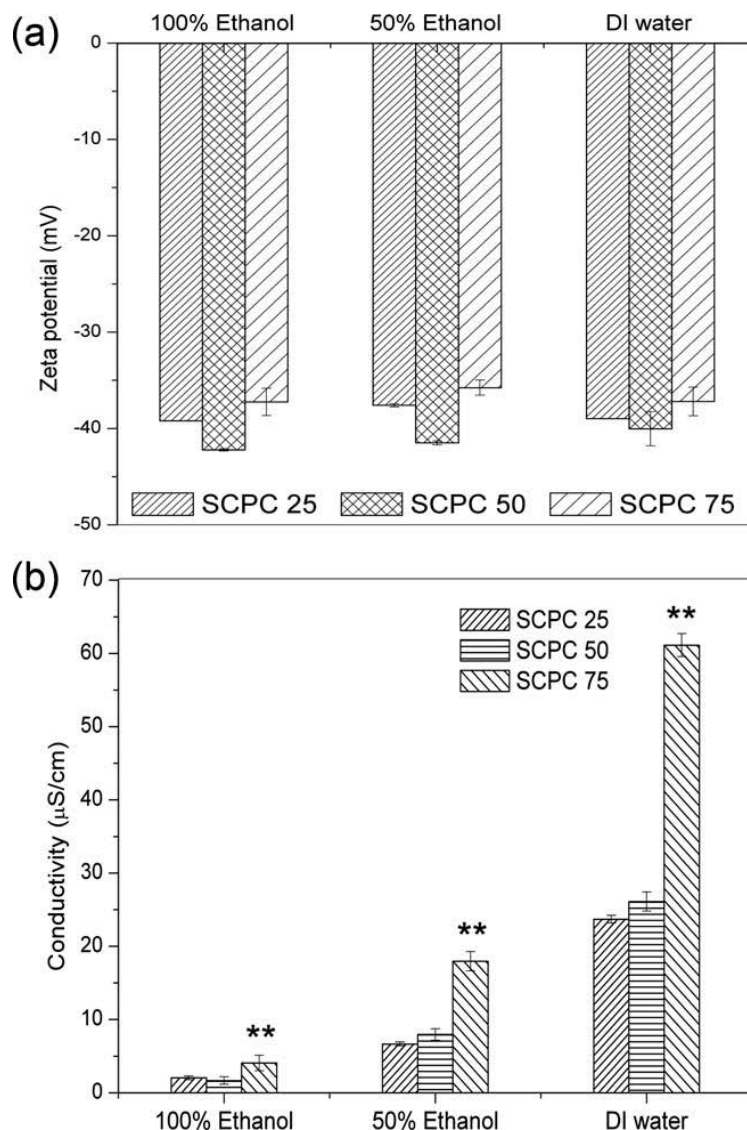 (a)
100% Ethanol 50% Ethanol DI water
0
-10
-20
-30
-40
-50
Zeta potential (mV)
SCPC 25 SCPC 50 SCPC 75
(b)
70
60
50
40
30
20
10
0
Conductivity (µS/cm)
SCPC 25
SCPC 50
SCPC 75
**
**
**
100% Ethanol 50% Ethanol DI water